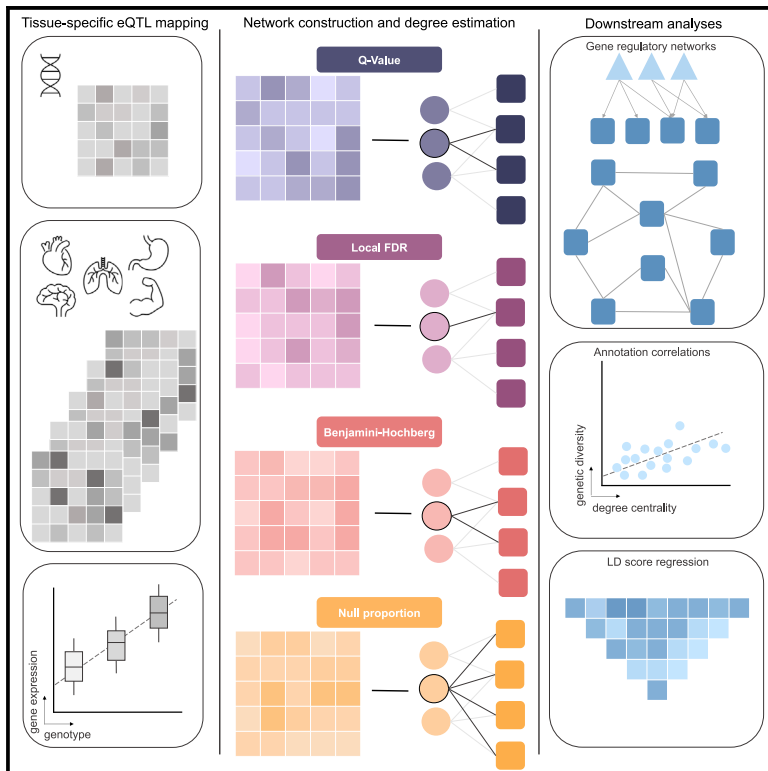 Tissue-specific eQTL mapping
gene expression
genotype
Network construction and degree estimation
Q-Value
Local FDR
Benjamini-Hochberg
Null proportion
Downstream analyses
Gene regulatory networks
Annotation correlations
genetic diversity
degree centrality
LD score regression